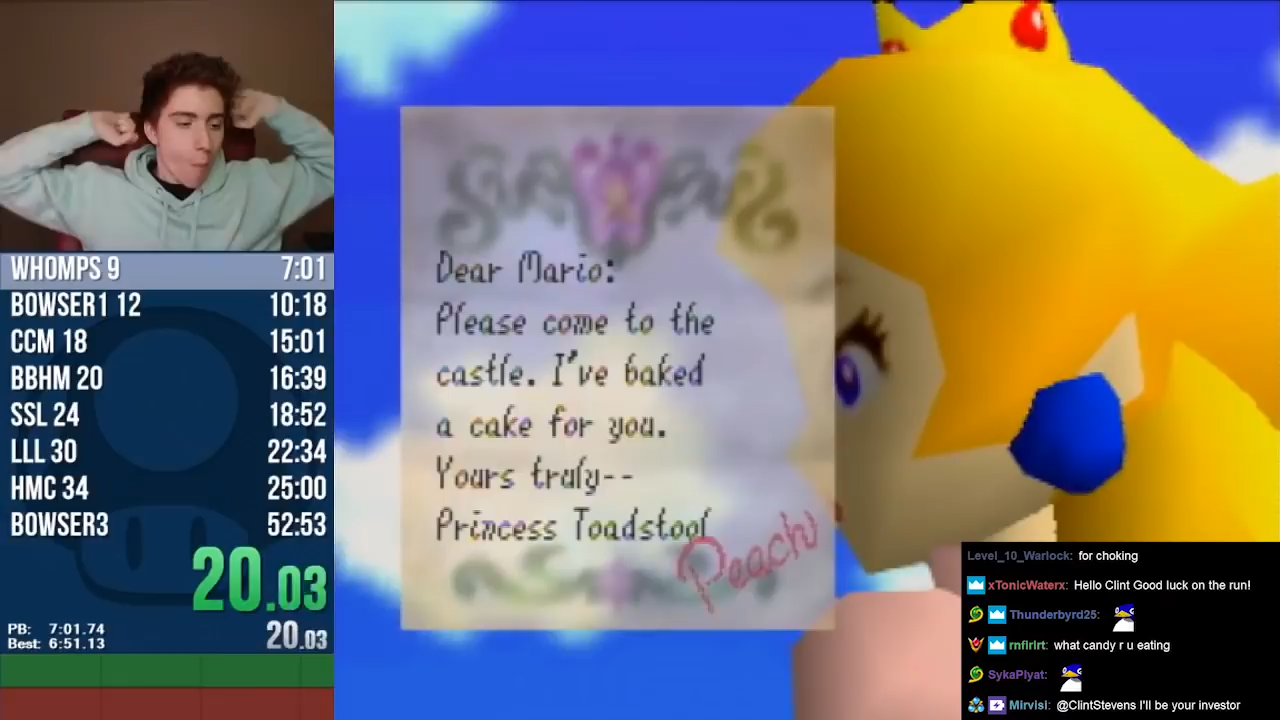 WHOMPS 9 7:01
BOWSER1 12 10:18
CCM 18 15:01
BBHM 20 16:39
SSL 24 18:52
LLL 30 22:34
HMC 34 25:00
BOWSER3 52:53
20.03
PB: 7:01.74
Best: 6:51.13
20.03
Dear Mario:
Please come to the
castle. I've baked
a cake for you.
Yours truly--
Princess Toadstool
Peach
Level_10_Warlock: for choking
xTonicWaterx: Hello Clint Good luck on the run!
Thunderbyrd25:
rnfirlrt: what candy r u eating
SykaPlyat:
Mirvisi: @ClintStevens I'll be your investor